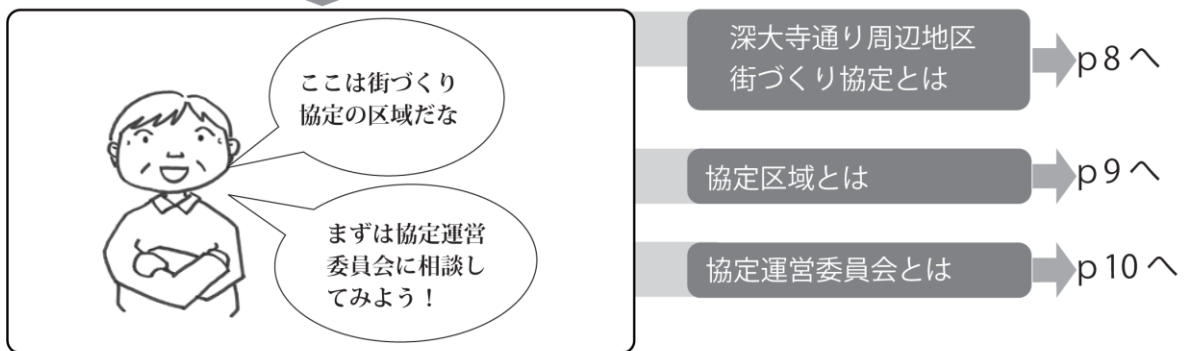 ここは街づくり
協定の区域だな
まずは協定運営
委員会に相談し
てみよう！
深大寺通り周辺地区
街づくり協定とは
p8へ
協定区域とは
p9へ
協定運営委員会とは
p10へ